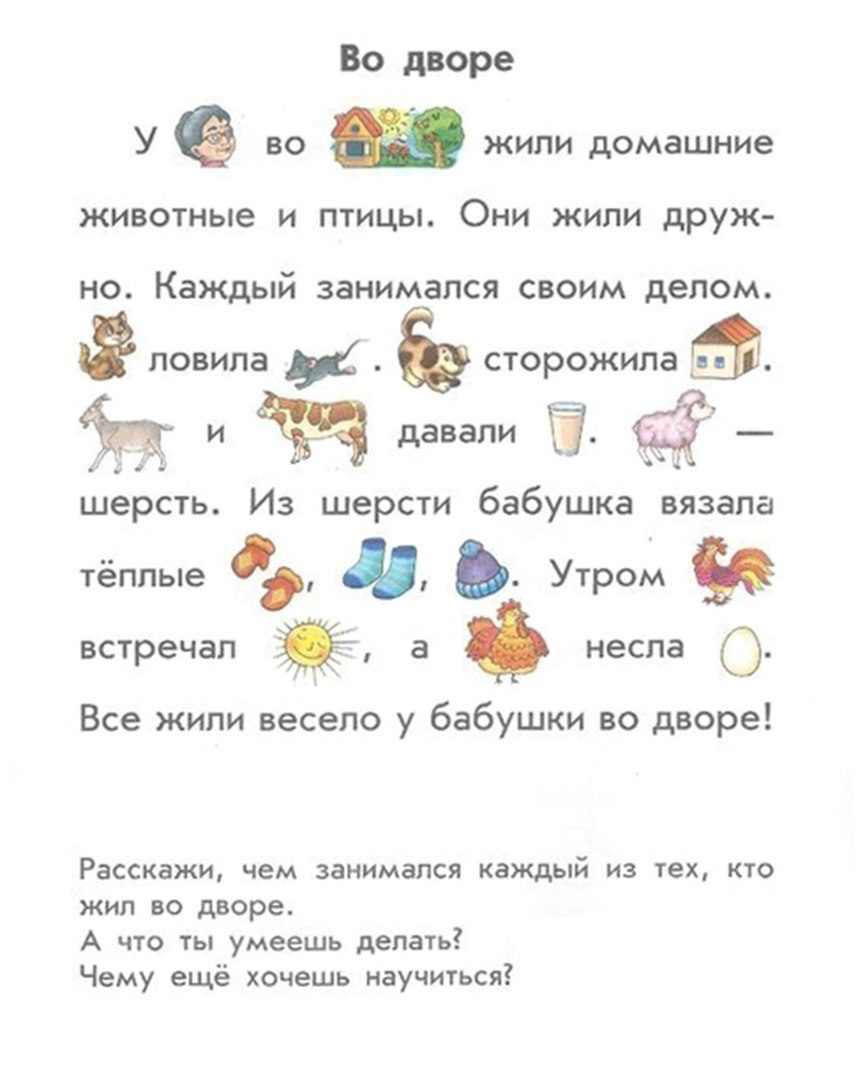 Во дворе
У во жили домашние
животные и птицы. Они жили друж-
но. Каждый занимался своим делом.
ловила . сторожила .
и давали . —
шерсть. Из шерсти бабушка вязала
тёплые , , . Утром
встречал , а несла .
Все жили весело у бабушки во дворе!
Расскажи, чем занимался каждый из тех, кто
жил во дворе.
А что ты умеешь делать?
Чему ещё хочешь научиться?